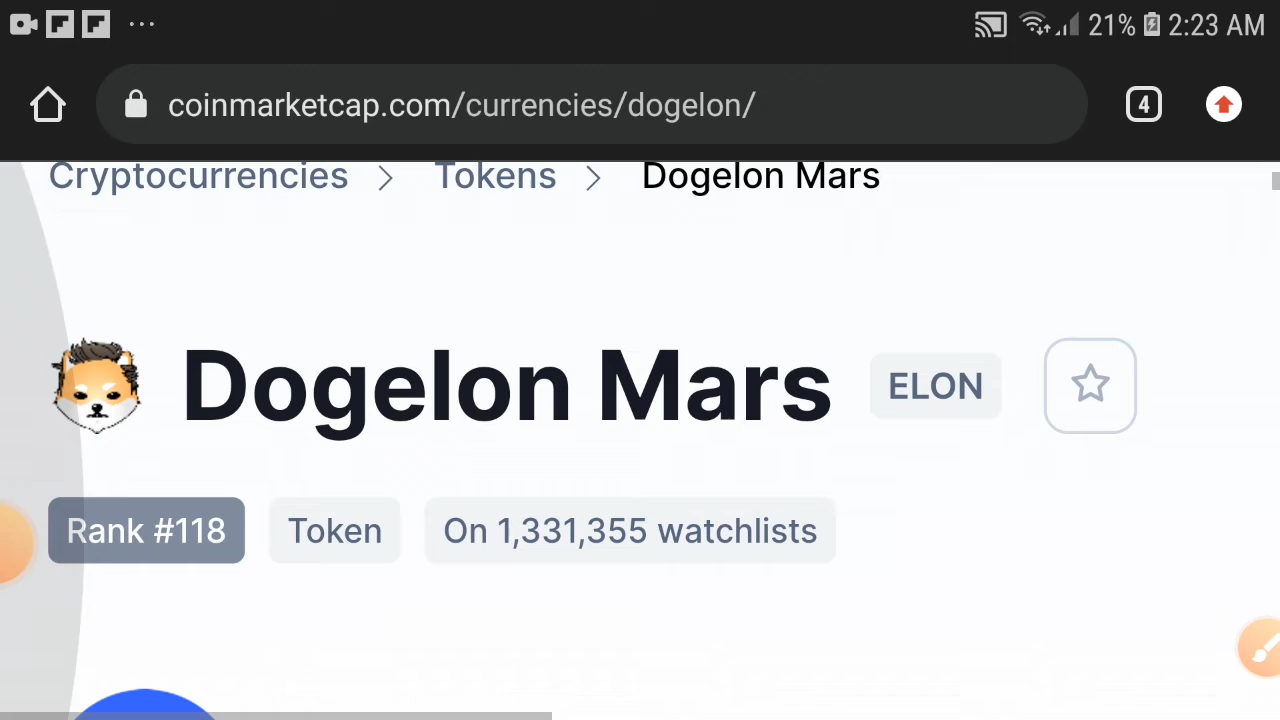 21% 2:23 AM
coinmarketcap.com/currencies/dogelon/
4
Cryptocurrencies > Tokens > Dogelon Mars
Dogelon Mars ELON
Rank #118 Token On 1,331,355 watchlists